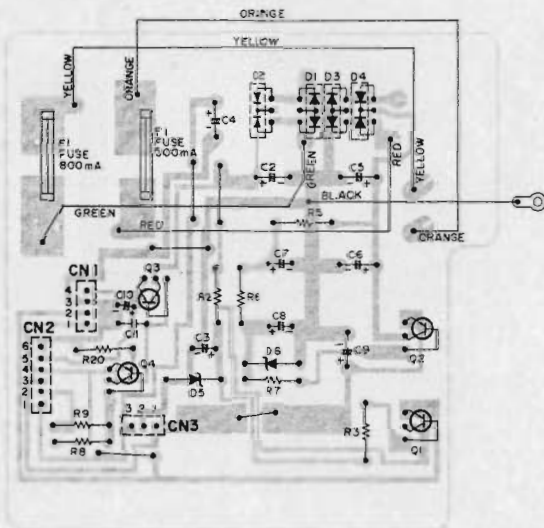 ORANGE
YELLOW
YELLOW
ORANGE
D2
D1
D3
D4
C4
F1
FUSE
800mA
F1
FUSE
500mA
GREEN
RED
YELLOW
C2
C5
BLACK
GREEN
RED
R5
ORANGE
CN1
Q3
C7
C6
4
3
2
1
C10
C11
R2
R6
CN2
C8
6
5
4
3
2
1
R20
C3
D6
C9
Q2
Q4
D5
R7
R9
R8
3 2 1
CN3
R3
Q1